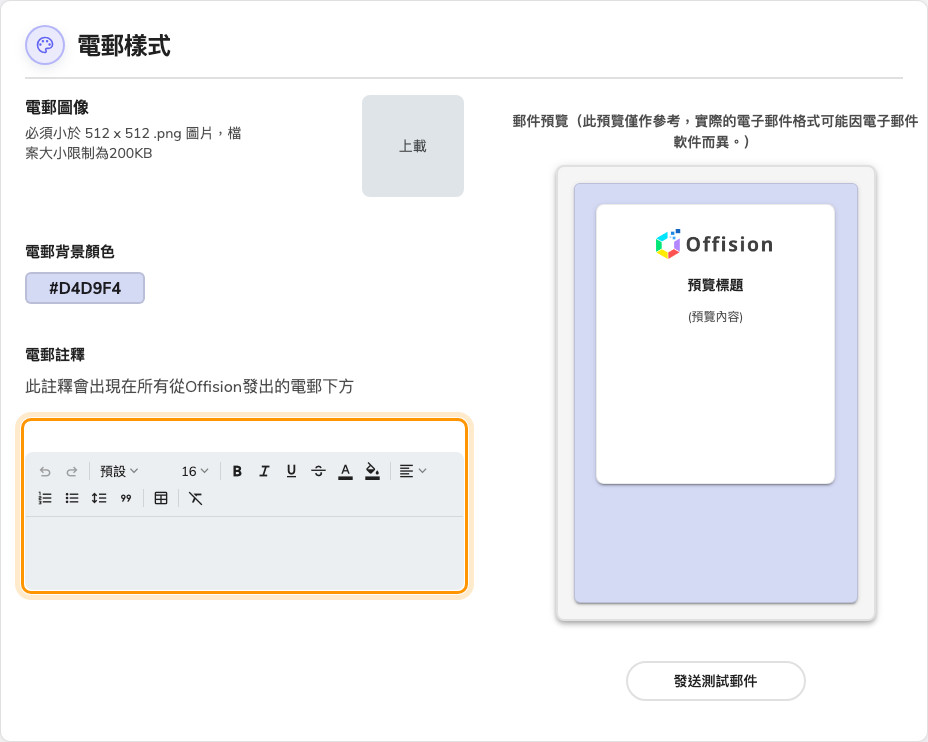 電郵樣式
電郵圖像
必須小於 512 x 512 .png 圖片，檔
案大小限制為200KB
上載
電郵背景顏色
#D4D9F4
電郵註釋
此註釋會出現在所有從Offision發出的電郵下方
預設 16 B I U S A
郵件預覽（此預覽僅作參考，實際的電子郵件格式可能因電子郵件
軟件而異。）
Offision
預覽標題
(預覽內容)
發送測試郵件